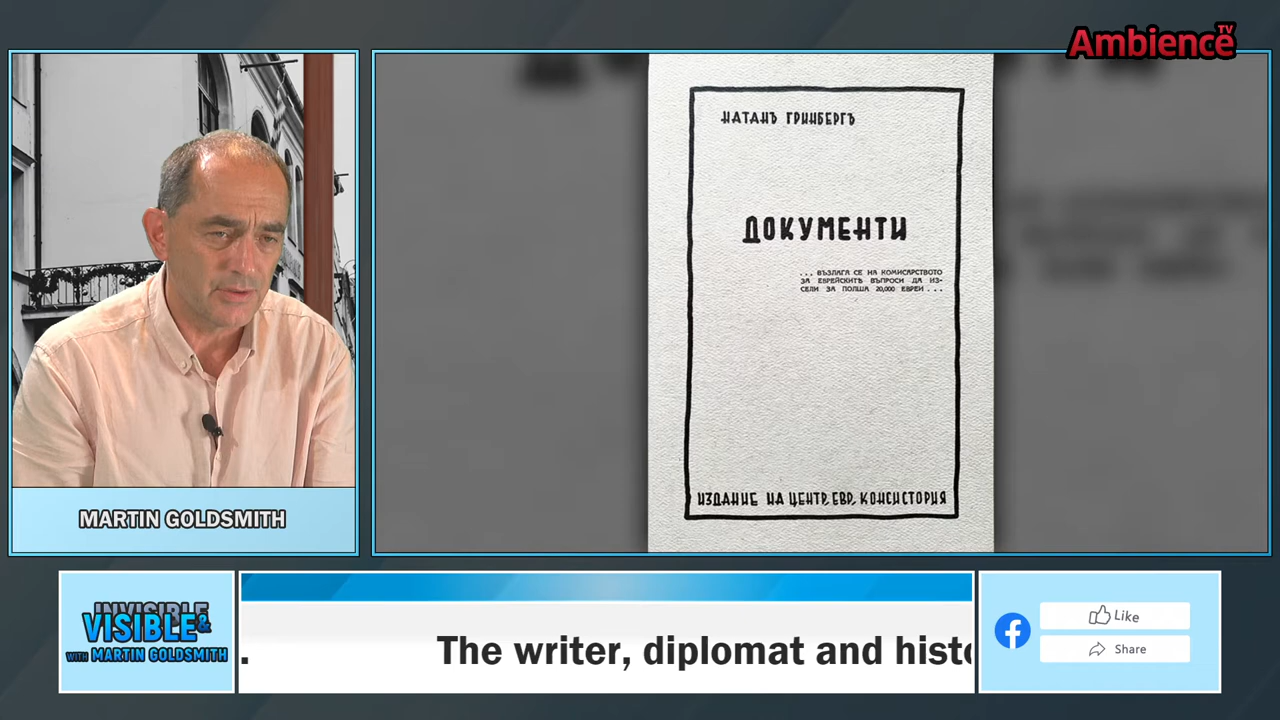 Ambience TV
НАТАНЪ ГРИНБЕРГЪ
ДОКУМЕНТИ
... ВЪЗЛАГА СЕ НА КОМИСАРСТВОТО
ЗА ЕВРЕЙСКИТѢ ВЪПРОСИ ДА ИЗ-
СЕЛИ ЗА ПОЛША 20,000 ЕВРЕИ ...
ИЗДАНИЕ НА ЦЕНТР. ЕВР. КОНСИСТОРИЯ
MARTIN GOLDSMITH
INVISIBLE
VISIBLE &
WITH MARTIN GOLDSMITH
. The writer, diplomat and histo
Like
Share